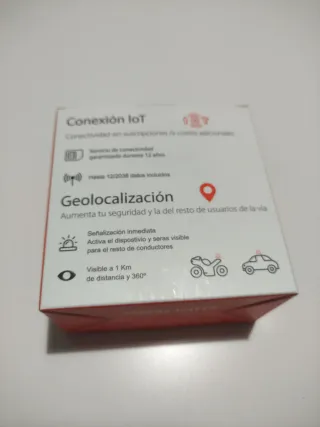 Conexión IoT
Conectividad sin suscripciones ni costes adicionales
Servicio de conectividad
garantizado durante 12 años
Hasta 12/2038 datos incluidos
Geolocalización
Aumenta tu seguridad y la del resto de usuarios de la vía
Señalización inmediata
Activa el dispositivo y serás visible
para el resto de conductores
Visible a 1 Km
de distancia y 360º